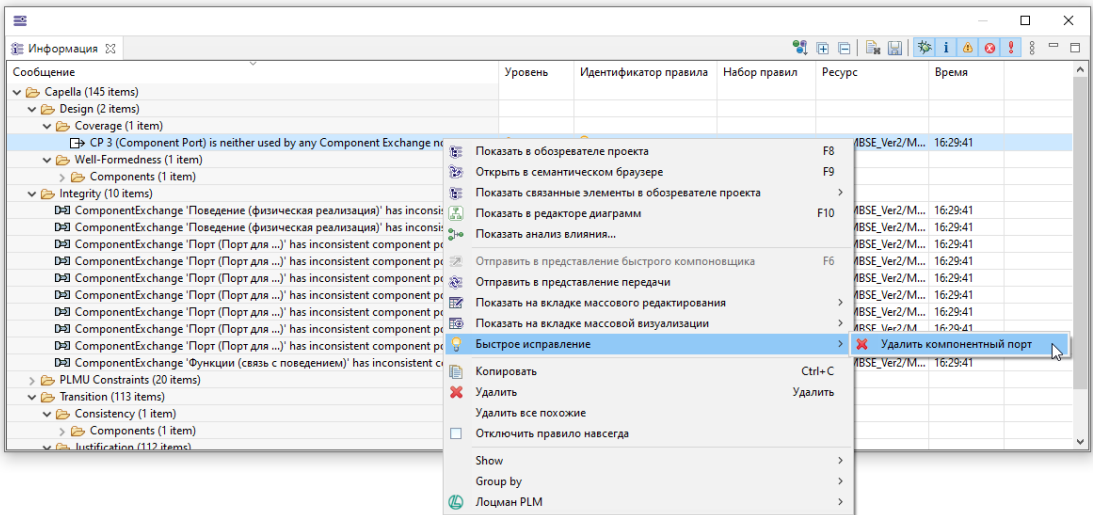 Информация
Сообщение Уровень Идентификатор правила Набор правил Ресурс Время
Capella (145 items)
Design (2 items)
Coverage (1 item)
CP 3 (Component Port) is neither used by any Component Exchange no MBSE_Ver2/M... 16:29:41
Well-Formedness (1 item)
Components (1 item)
Integrity (10 items)
ComponentExchange 'Поведение (физическая реализация)' has inconsis MBSE_Ver2/M... 16:29:41
ComponentExchange 'Поведение (физическая реализация)' has inconsis MBSE_Ver2/M... 16:29:41
ComponentExchange 'Порт (Порт для ...)' has inconsistent component po MBSE_Ver2/M... 16:29:41
ComponentExchange 'Порт (Порт для ...)' has inconsistent component po MBSE_Ver2/M... 16:29:41
ComponentExchange 'Порт (Порт для ...)' has inconsistent component po MBSE_Ver2/M... 16:29:41
ComponentExchange 'Порт (Порт для ...)' has inconsistent component po MBSE_Ver2/M... 16:29:41
ComponentExchange 'Порт (Порт для ...)' has inconsistent component po MBSE_Ver2/M... 16:29:41
ComponentExchange 'Порт (Порт для ...)' has inconsistent component po MBSE_Ver2/M... 16:29:41
ComponentExchange 'Порт (Порт для ...)' has inconsistent component po
ComponentExchange 'Функции (связь с поведением)' has inconsistent co MBSE_Ver2/M... 16:29:41
PLMU Constraints (20 items)
Transition (113 items)
Consistency (1 item)
Components (1 item)
Justification (112 items)
Показать в обозревателе проекта F8
Открыть в семантическом браузере F9
Показать связанные элементы в обозревателе проекта
Показать в редакторе диаграмм F10
Показать анализ влияния...
Отправить в представление быстрого компоновщика F6
Отправить в представление передачи
Показать на вкладке массового редактирования
Показать на вкладке массовой визуализации
Быстрое исправление
Удалить компонентный порт
Копировать Ctrl+C
Удалить Удалить
Удалить все похожие
Отключить правило навсегда
Show
Group by
Лоцман PLM